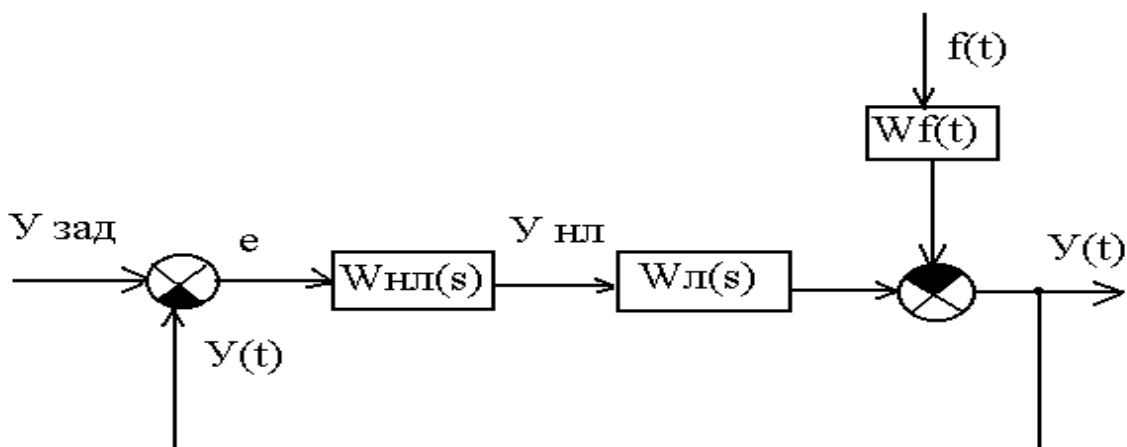 f(t)
Wf(t)
У зад
e
У нл
У(t)
Wнл(s)
Wл(s)
У(t)